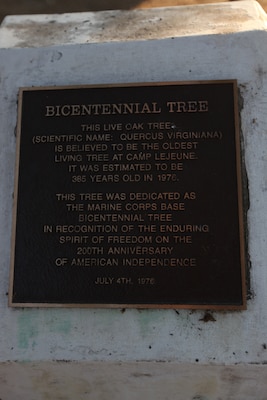 BICENTENNIAL TREE
THIS LIVE OAK TREE
(SCIENTIFIC NAME: QUERCUS VIRGINIANA)
IS BELIEVED TO BE THE OLDEST
LIVING TREE AT CAMP LEJEUNE.
IT WAS ESTIMATED TO BE
365 YEARS OLD IN 1976.
THIS TREE WAS DEDICATED AS
THE MARINE CORPS BASE
BICENTENNIAL TREE
IN RECOGNITION OF THE ENDURING
SPIRIT OF FREEDOM ON THE
200TH ANNIVERSARY
OF AMERICAN INDEPENDENCE
JULY 4TH, 1976